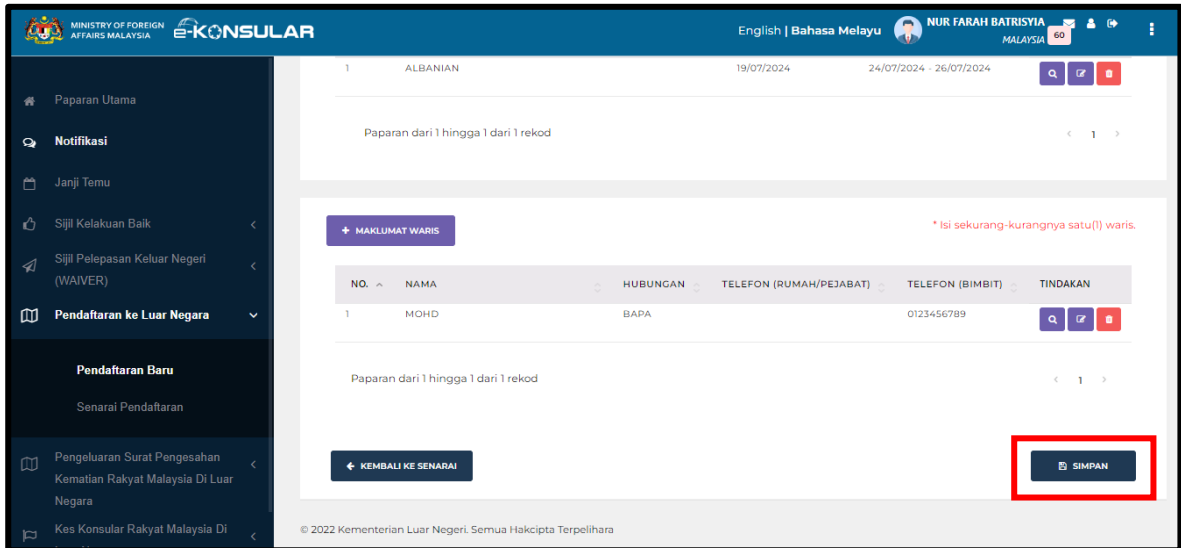 MINISTRY OF FOREIGN
AFFAIRS MALAYSIA
e-KONSULAR
English | Bahasa Melayu
NUR FARAH BATRISYIA
MALAYSIA
60
Paparan Utama
Notifikasi
Janji Temu
Sijil Kelakuan Baik
Sijil Pelepasan Keluar Negeri
(WAIVER)
Pendaftaran ke Luar Negara
Pendaftaran Baru
Senarai Pendaftaran
Pengeluaran Surat Pengesahan
Kematian Rakyat Malaysia Di Luar
Negara
Kes Konsular Rakyat Malaysia Di
1 ALBANIAN 19/07/2024 24/07/2024 - 26/07/2024
Paparan dari 1 hingga 1 dari 1 rekod
< 1 >
+ MAKLUMAT WARIS
* Isi sekurang-kurangnya satu(1) waris.
NO. NAMA HUBUNGAN TELEFON (RUMAH/PEJABAT) TELEFON (BIMBIT) TINDAKAN
1 MOHD BAPA 0123456789
Paparan dari 1 hingga 1 dari 1 rekod
< 1 >
KEMBALI KE SENARAI
SIMPAN
© 2022 Kementerian Luar Negeri. Semua Hakcipta Terpelihara